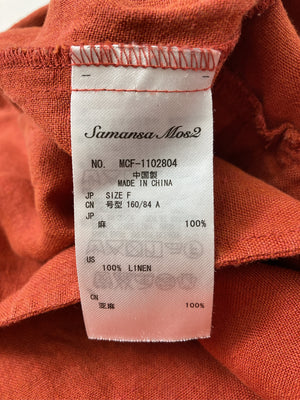 Samansa Mos2
NO. MCF-1102804
中国製
MADE IN CHINA
JP SIZE F
CN 号型 160/84 A
JP
麻 100%
US
100% LINEN
CN
亚麻 100%